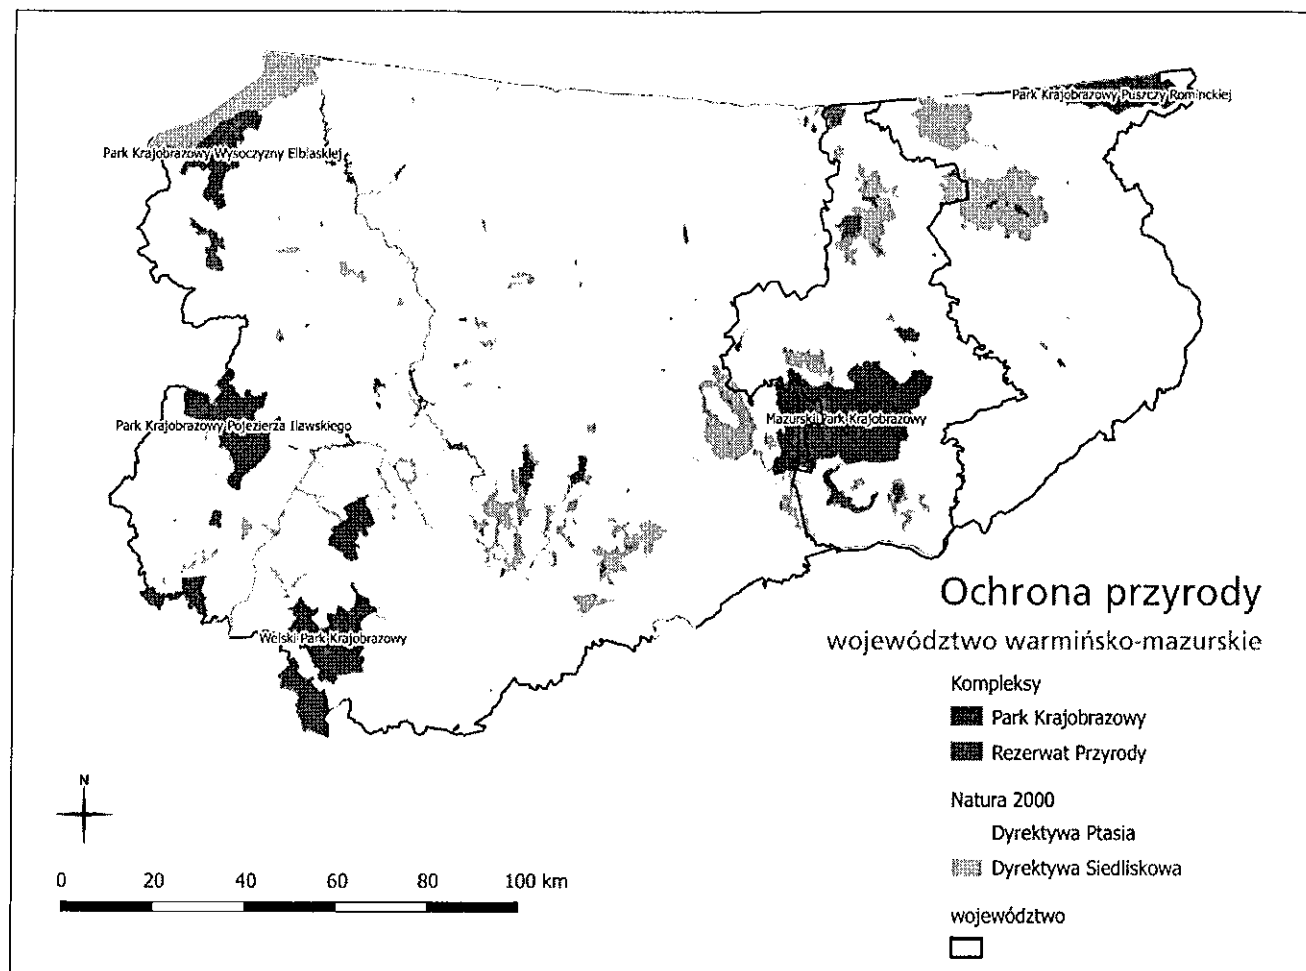 Park Krajobrazowy Puszczy Rominckiej
Park Krajobrazowy Wysoczyzny Elbląskiej
Park Krajobrazowy Pojezierza Iławskiego
Mazurski Park Krajobrazowy
Welski Park Krajobrazowy
Ochrona przyrody
województwo warmińsko-mazurskie
Kompleksy
Park Krajobrazowy
Rezerwat Przyrody
Natura 2000
Dyrektywa Ptasia
Dyrektywa Siedliskowa
województwo
N
0 20 40 60 80 100 km